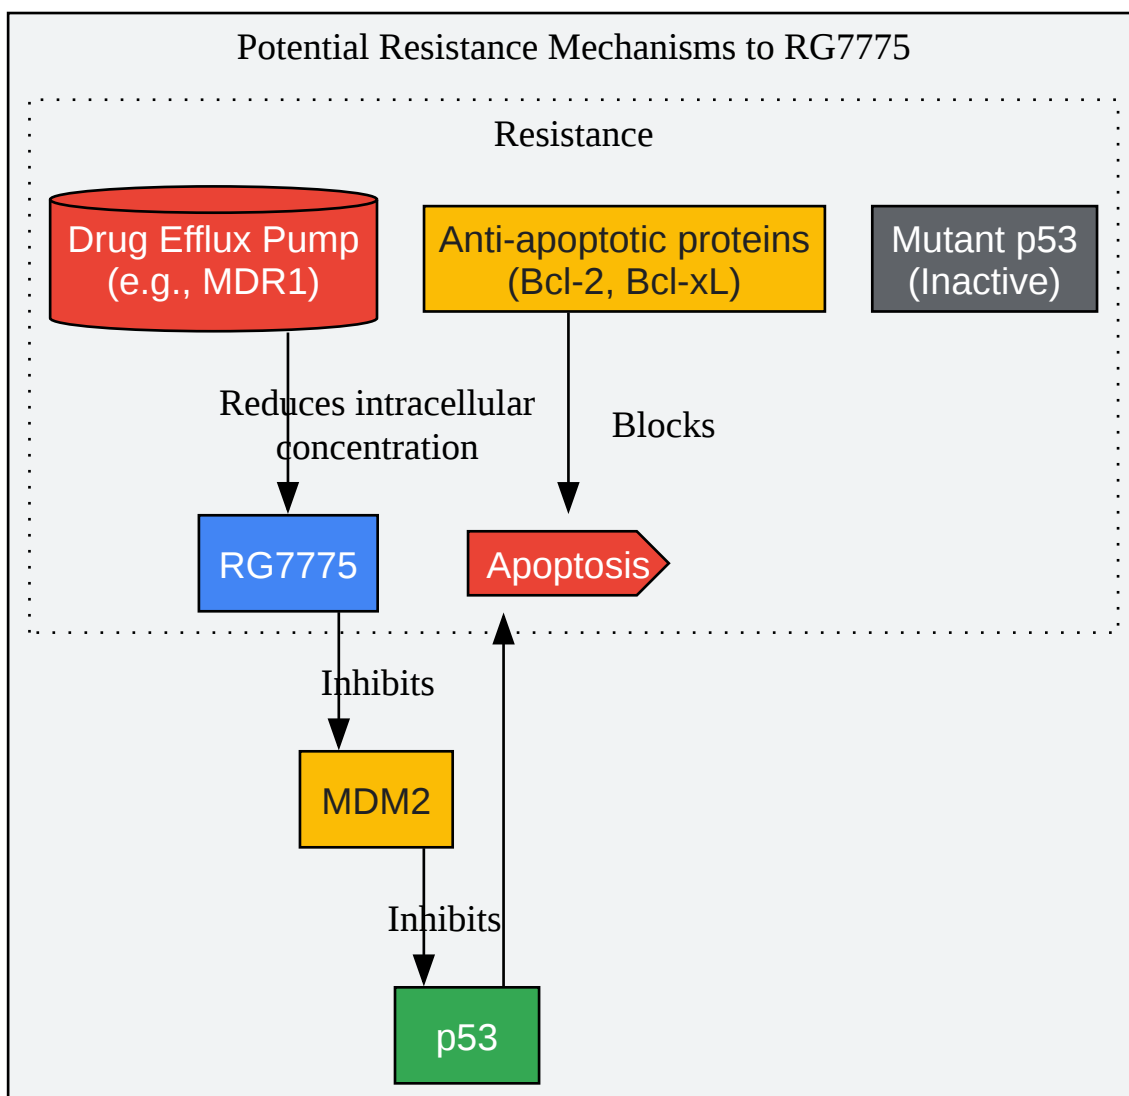 Potential Resistance Mechanisms to RG7775
Resistance
Drug Efflux Pump
(e.g., MDR1)
Anti-apoptotic proteins
(Bcl-2, Bcl-xL)
Mutant p53
(Inactive)
Reduces intracellular
concentration
Blocks
RG7775
Apoptosis
Inhibits
MDM2
Inhibits
p53